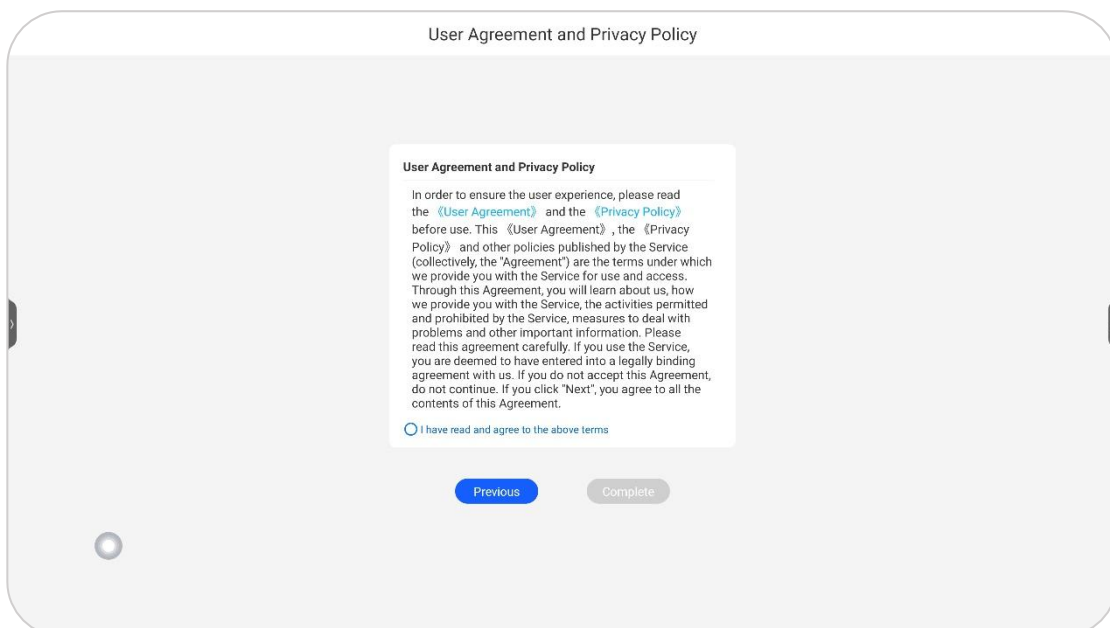 User Agreement and Privacy Policy
User Agreement and Privacy Policy
In order to ensure the user experience, please read
the 《User Agreement》 and the 《Privacy Policy》
before use. This 《User Agreement》, the 《Privacy
Policy》 and other policies published by the Service
(collectively, the "Agreement") are the terms under which
we provide you with the Service for use and access.
Through this Agreement, you will learn about us, how
we provide you with the Service, the activities permitted
and prohibited by the Service, measures to deal with
problems and other important information. Please
read this agreement carefully. If you use the Service,
you are deemed to have entered into a legally binding
agreement with us. If you do not accept this Agreement,
do not continue. If you click "Next", you agree to all the
contents of this Agreement.
I have read and agree to the above terms
Previous
Complete